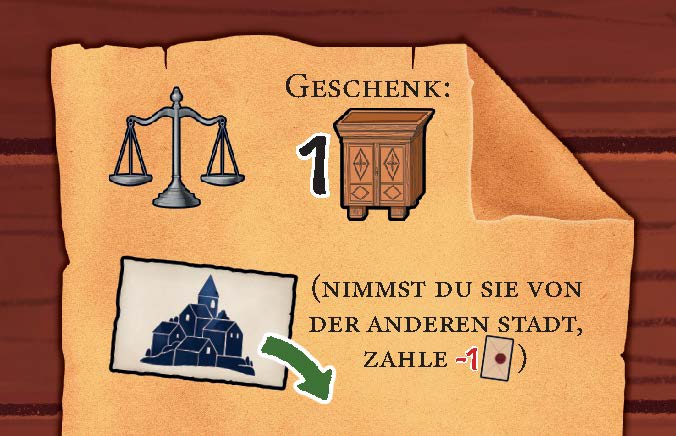 Geschenk:
1
(nimmst du sie von
der anderen stadt,
zahle -1 )